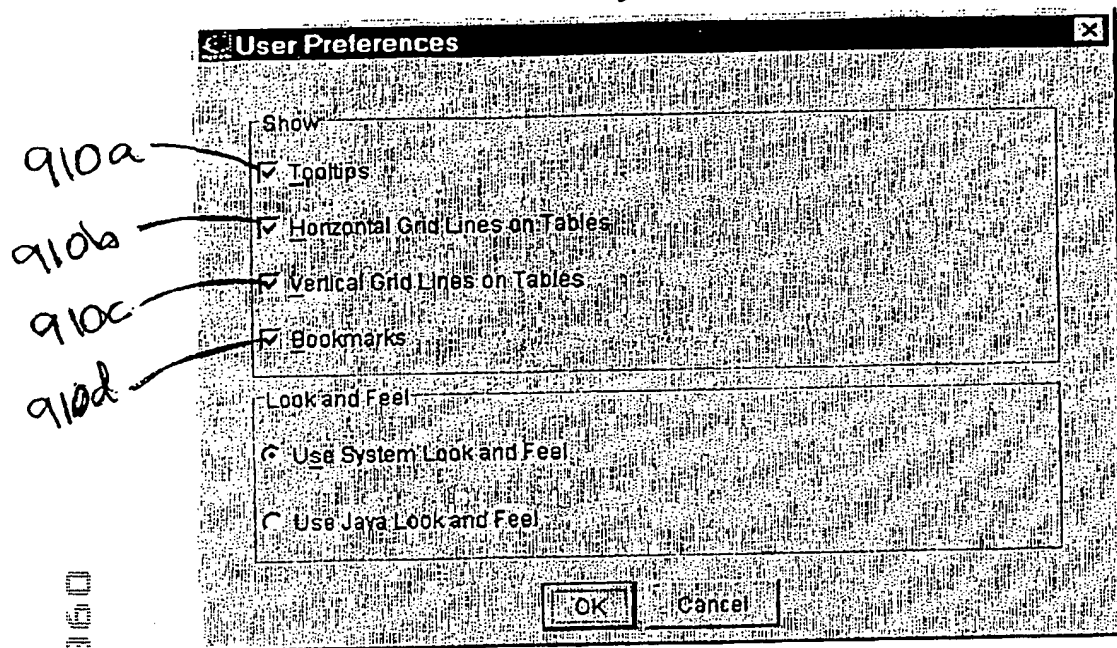 User Preferences
Show
910a
Tooltips
910b
Horizontal Grid Lines on Tables
910c
Vertical Grid Lines on Tables
910d
Bookmarks
Look and Feel
Use System Look and Feel
Use Java Look and Feel
OK
Cancel